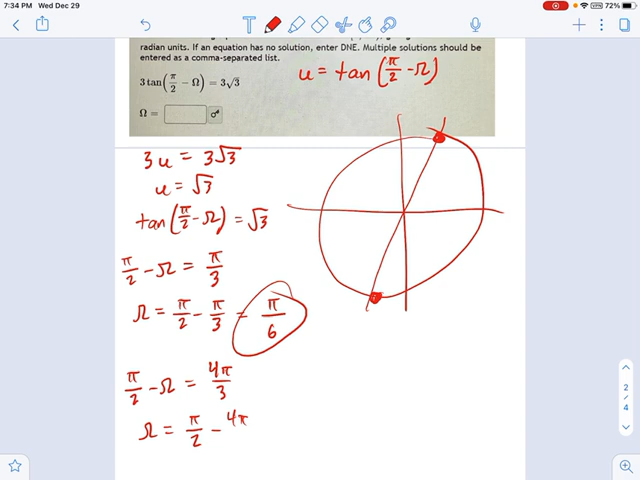 7:34 PM Wed Dec 29
radian units. If an equation has no solution, enter DNE. Multiple solutions should be
entered as a comma-separated list.
3 tan(π/2 − Ω) = 3√3
Ω =
u = tan(π/2 − Ω)
3u = 3√3
u = √3
tan(π/2 − Ω) = √3
π/2 − Ω = π/3
Ω = π/2 − π/3 = π/6
π/2 − Ω = 4π/3
Ω = π/2 − 4π
2
/
4